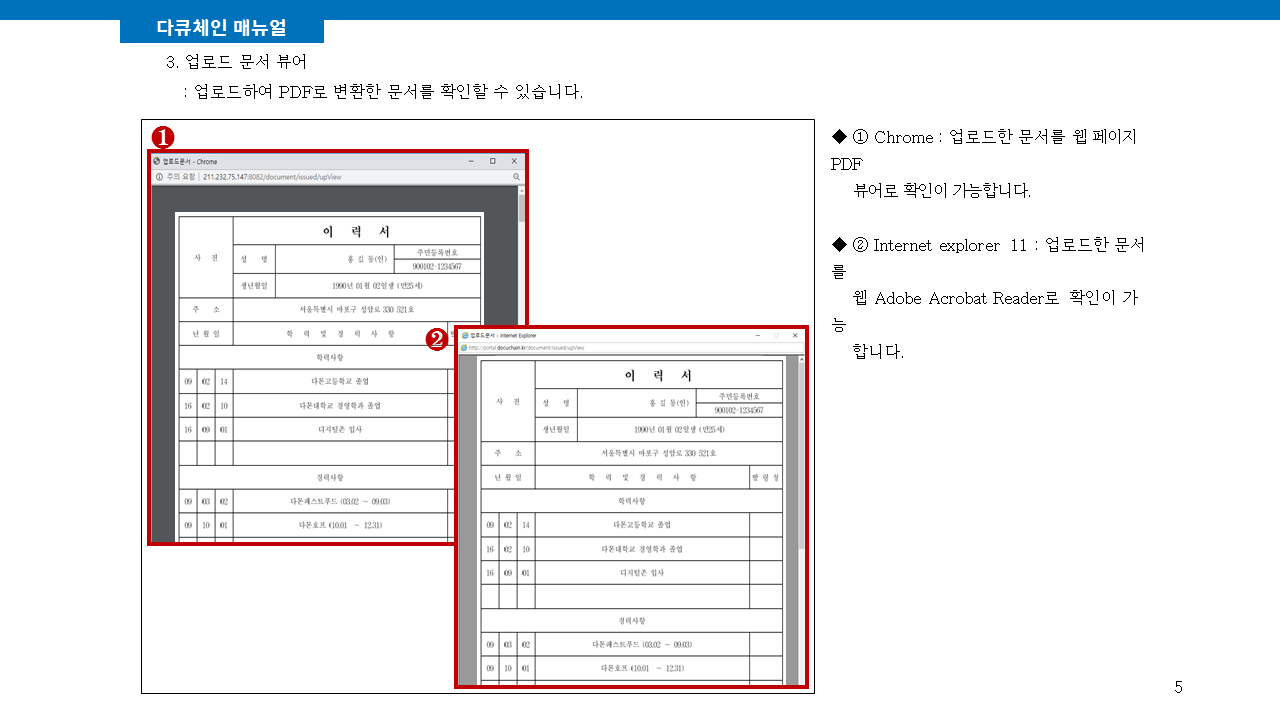 다큐체인 매뉴얼
3. 업로드 문서 뷰어
: 업로드하여 PDF로 변환한 문서를 확인할 수 있습니다.
❶
업로드문서 - Chrome
주의 요함 | 211.232.75.147:8082/document/issued/upView
이 력 서
사 진
성 명
홍 길 동(인)
주민등록번호
900102-1234567
생년월일
1990년 01월 02일생 (만25세)
주 소
서울특별시 마포구 성암로 330 521호
년 월 일
학 력 및 경 력 사 항
학력사항
09 02 14 다몬고등학교 졸업
16 02 10 다몬대학교 경영학과 졸업
16 09 01 디지털존 입사
경력사항
09 03 02 다몬패스트푸드 (03.02 ~ 09.03)
09 10 01 다몬호프 (10.01 ~ 12.31)
❷
업로드문서 - Internet Explorer
http://portal.docuchain.kr/document/issued/upView
이 력 서
사 진
성 명
홍 길 동(인)
주민등록번호
900102-1234567
생년월일
1990년 01월 02일생 (만25세)
주 소
서울특별시 마포구 성암로 330 521호
년 월 일
학 력 및 경 력 사 항
발 령 청
학력사항
09 02 14 다몬고등학교 졸업
16 02 10 다몬대학교 경영학과 졸업
16 09 01 디지털존 입사
경력사항
09 03 02 다몬패스트푸드 (03.02 ~ 09.03)
09 10 01 다몬호프 (10.01 ~ 12.31)
◆ ① Chrome : 업로드한 문서를 웹 페이지
PDF
뷰어로 확인이 가능합니다.
◆ ② Internet explorer 11 : 업로드한 문서
를
웹 Adobe Acrobat Reader로 확인이 가
능
합니다.
5